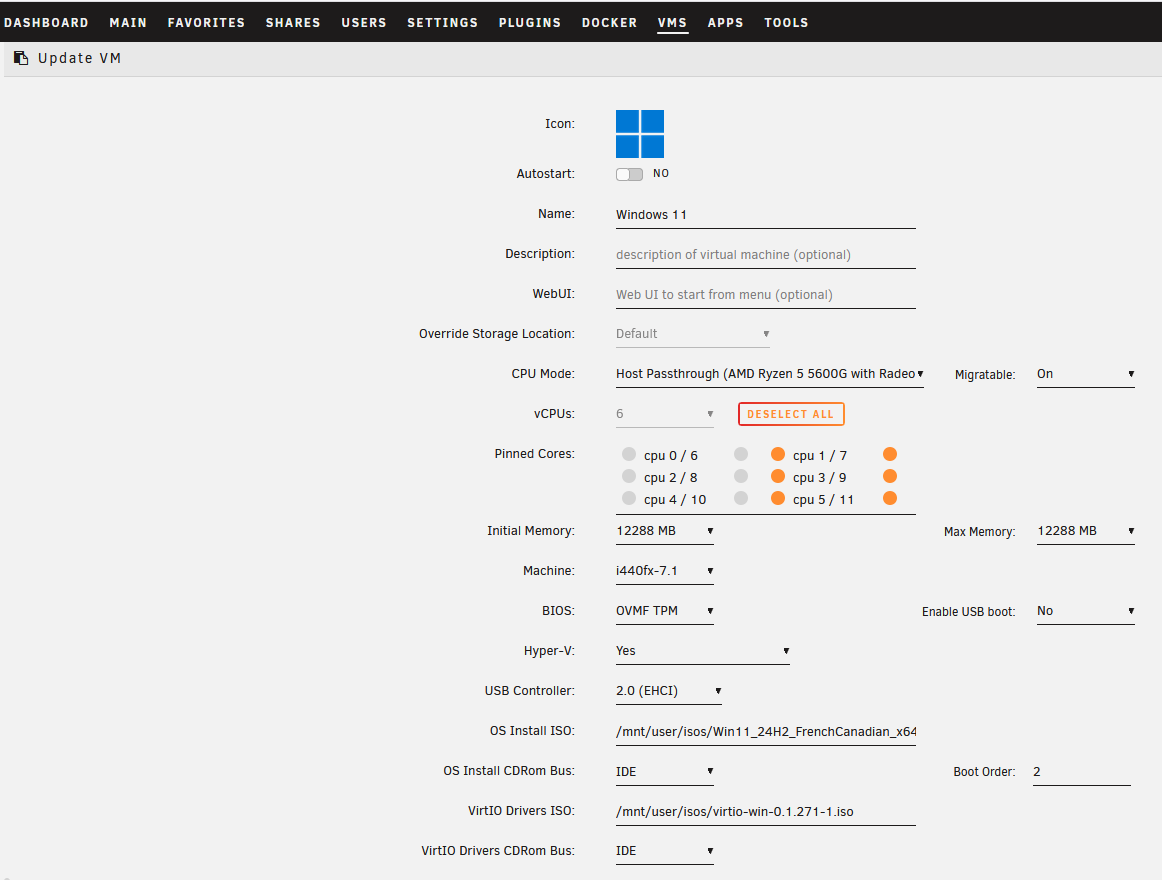 DASHBOARD MAIN FAVORITES SHARES USERS SETTINGS PLUGINS DOCKER VMS APPS TOOLS
Update VM
Icon:
Autostart: NO
Name: Windows 11
Description: description of virtual machine (optional)
WebUI: Web UI to start from menu (optional)
Override Storage Location: Default
CPU Mode: Host Passthrough (AMD Ryzen 5 5600G with Radeo Migratable: On
vCPUs: 6 DESELECT ALL
Pinned Cores: cpu 0 / 6 cpu 1 / 7
cpu 2 / 8 cpu 3 / 9
cpu 4 / 10 cpu 5 / 11
Initial Memory: 12288 MB Max Memory: 12288 MB
Machine: i440fx-7.1
BIOS: OVMF TPM Enable USB boot: No
Hyper-V: Yes
USB Controller: 2.0 (EHCI)
OS Install ISO: /mnt/user/isos/Win11_24H2_FrenchCanadian_x64
OS Install CDRom Bus: IDE Boot Order: 2
VirtIO Drivers ISO: /mnt/user/isos/virtio-win-0.1.271-1.iso
VirtIO Drivers CDRom Bus: IDE